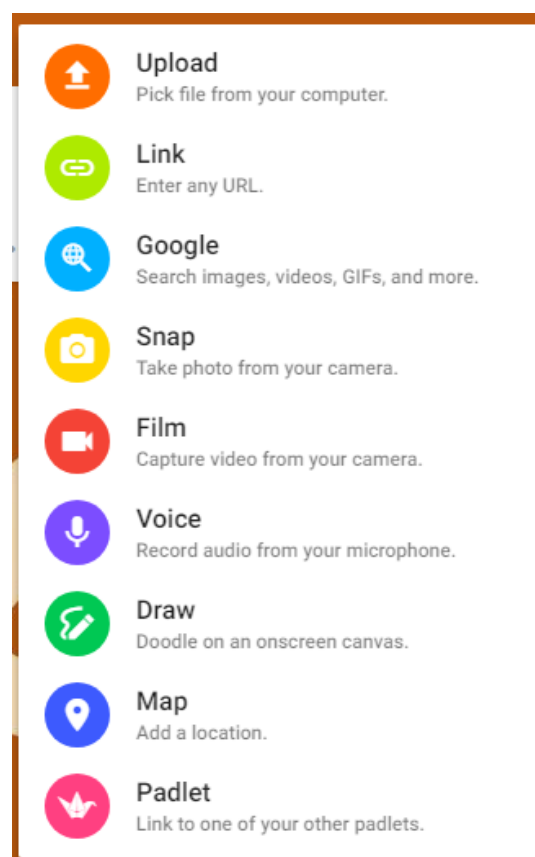 Upload
Pick file from your computer.
Link
Enter any URL.
Google
Search images, videos, GIFs, and more.
Snap
Take photo from your camera.
Film
Capture video from your camera.
Voice
Record audio from your microphone.
Draw
Doodle on an onscreen canvas.
Map
Add a location.
Padlet
Link to one of your other padlets.